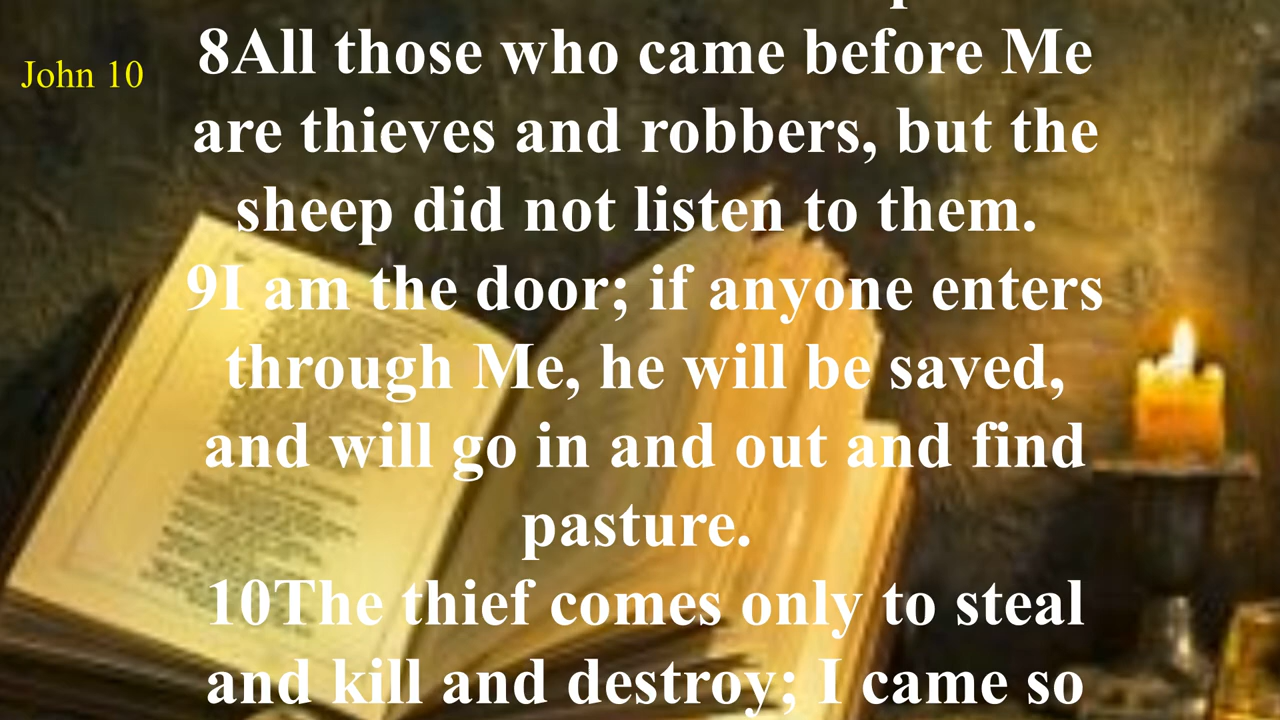 John 10
8All those who came before Me
are thieves and robbers, but the
sheep did not listen to them.
9I am the door; if anyone enters
through Me, he will be saved,
and will go in and out and find
pasture.
10The thief comes only to steal
and kill and destroy; I came so